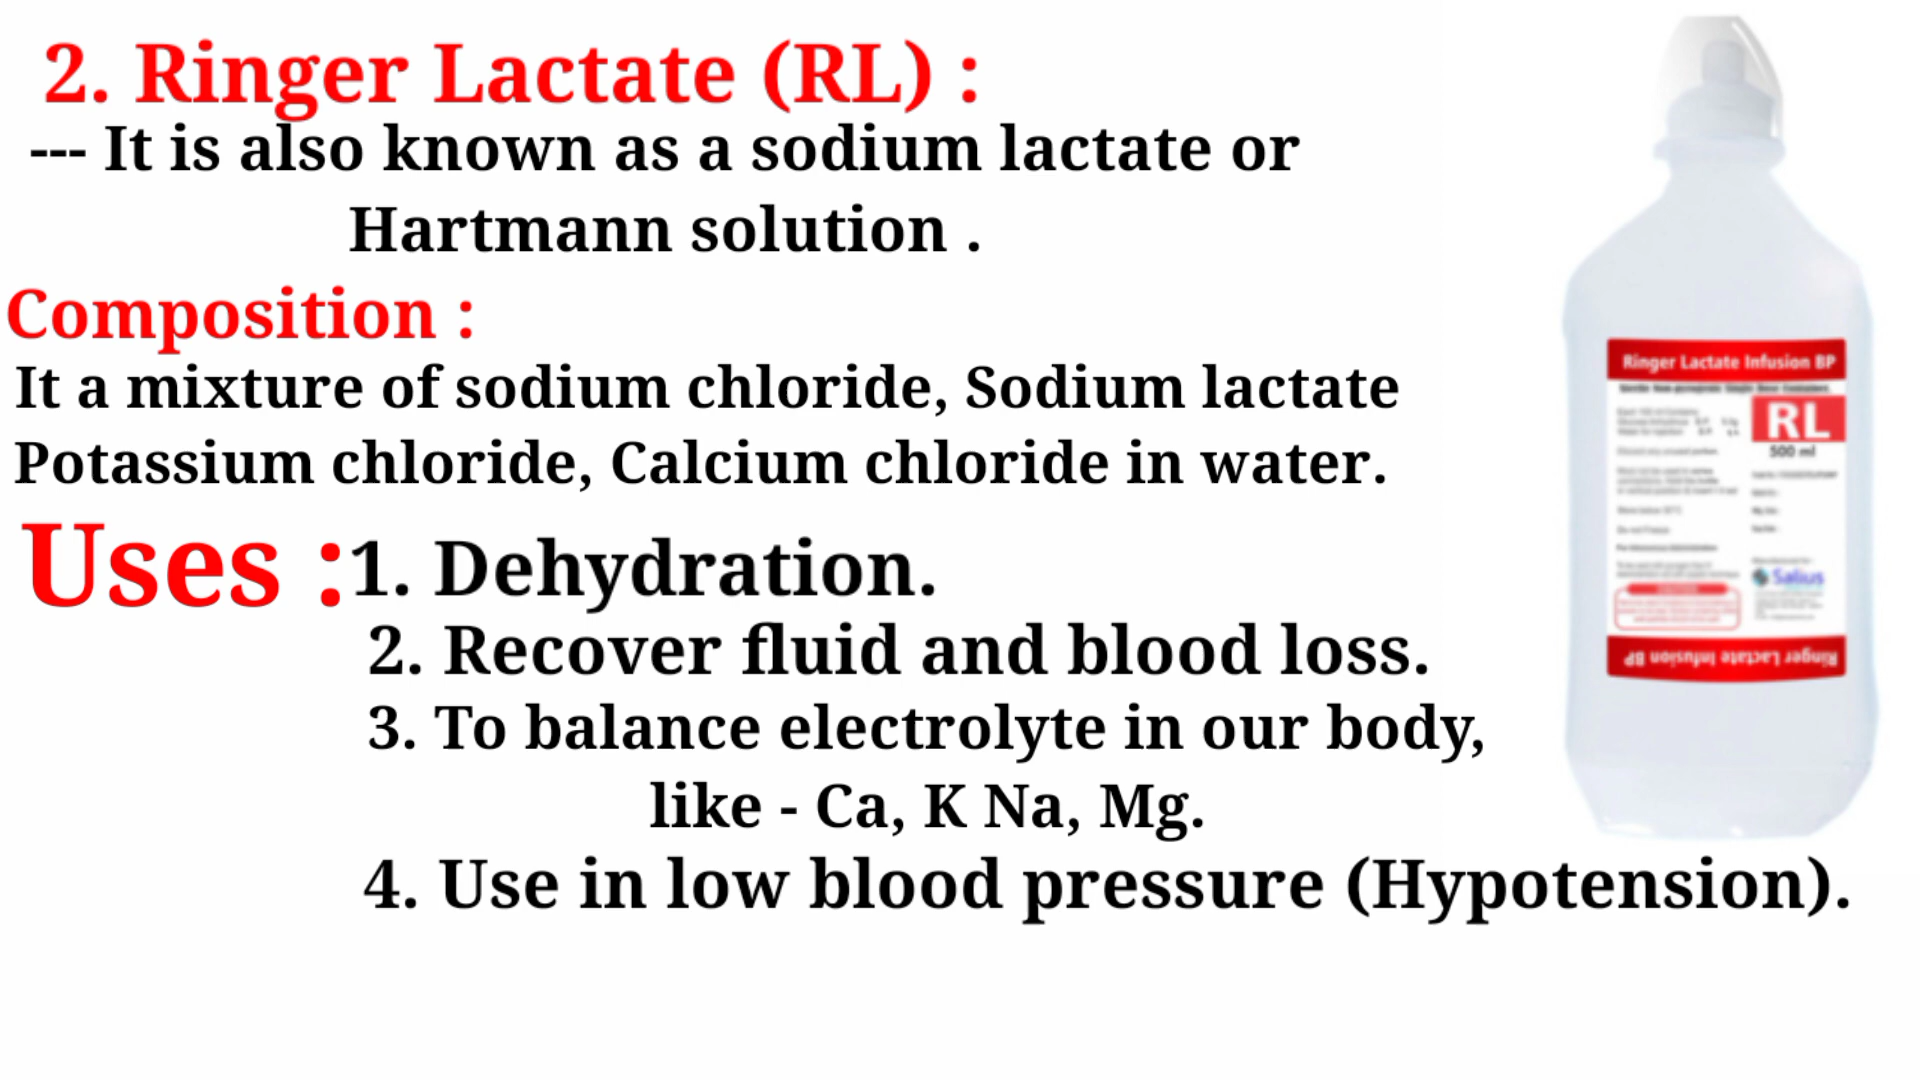 2. Ringer Lactate (RL) :
--- It is also known as a sodium lactate or
Hartmann solution .
Composition :
It a mixture of sodium chloride, Sodium lactate
Potassium chloride, Calcium chloride in water.
Uses :
1. Dehydration.
2. Recover fluid and blood loss.
3. To balance electrolyte in our body,
like - Ca, K Na, Mg.
4. Use in low blood pressure (Hypotension).
Ringer Lactate Infusion BP
RL
500 ml
Salius
Ringer Lactate Infusion BP